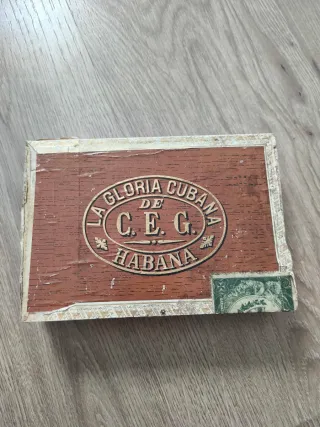 LA GLORIA CUBANA
DE
C. E. G.
HABANA